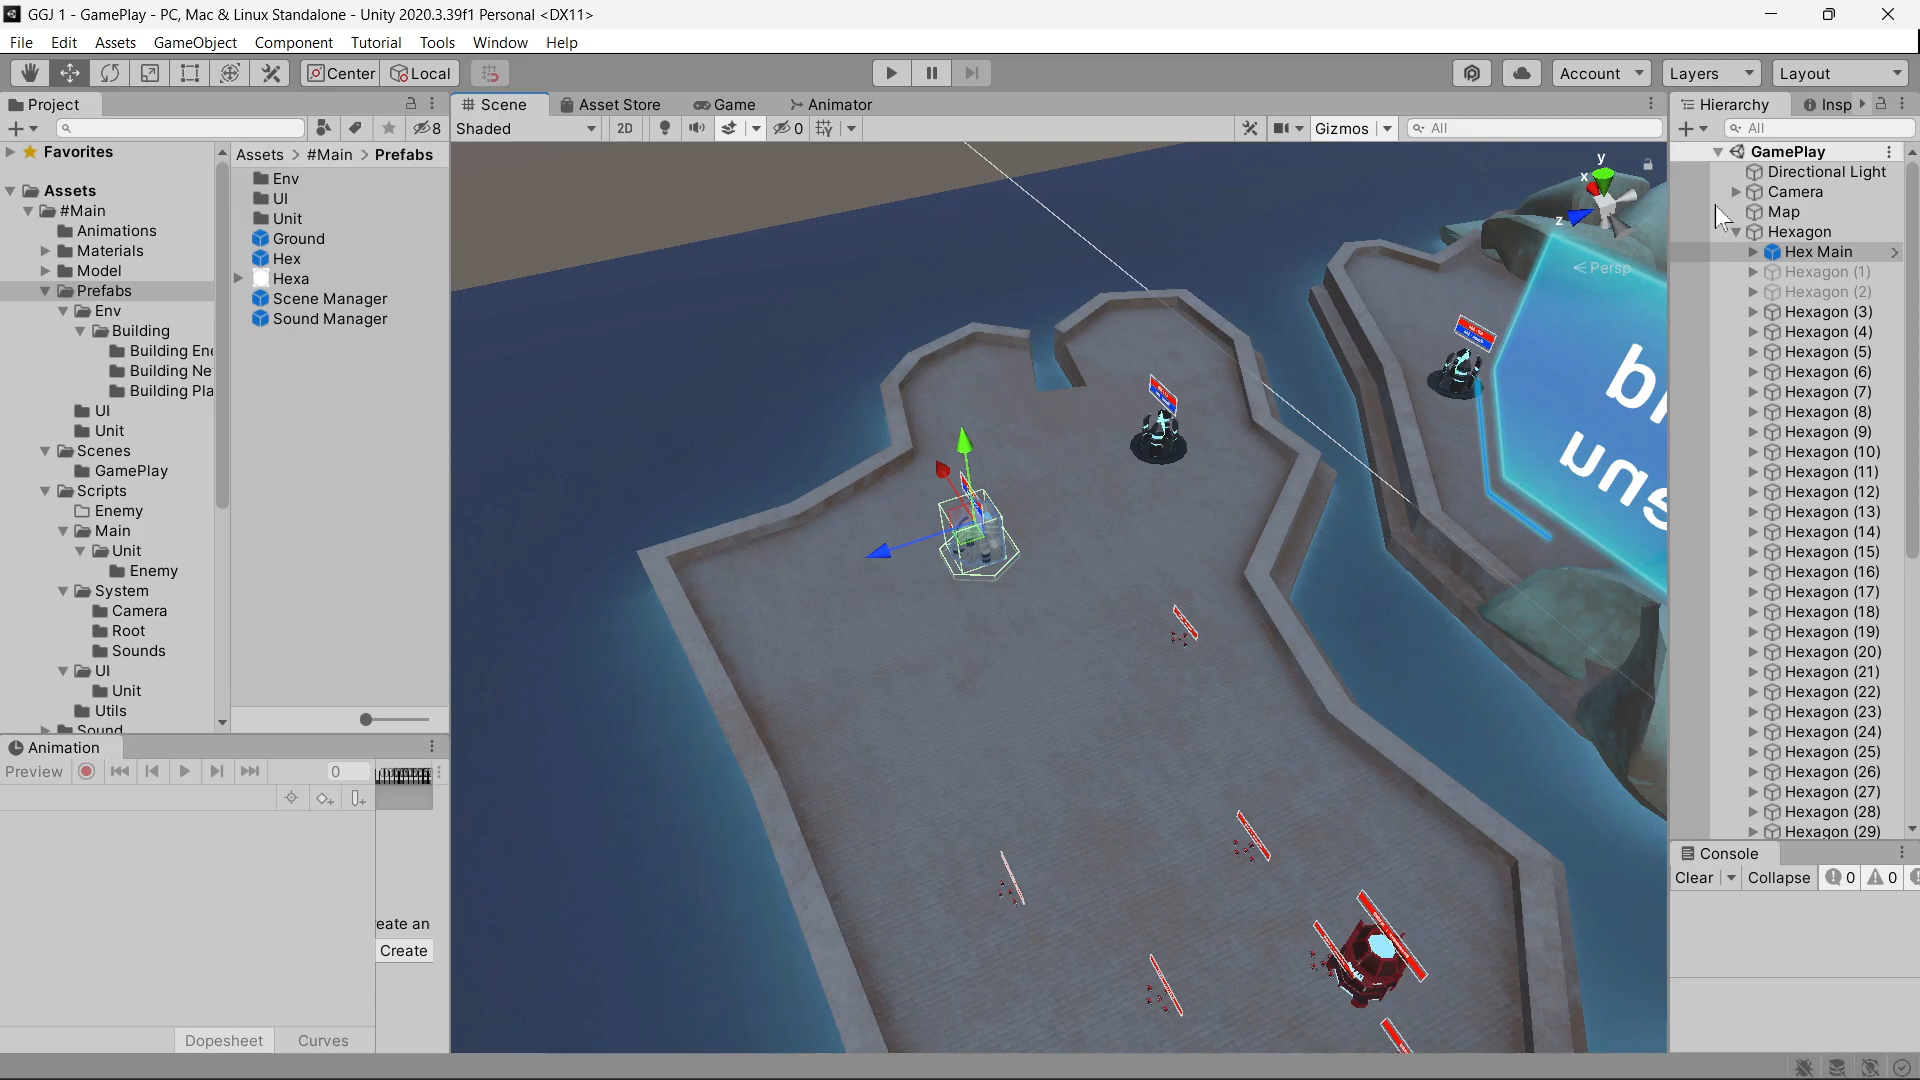 GGJ 1 - GamePlay - PC, Mac & Linux Standalone - Unity 2020.3.39f1 Personal <DX11>
File Edit Assets GameObject Component Tutorial Tools Window Help
Center Local Account Layers Layout
Project
8
Favorites
Assets
#Main
Animations
Materials
Model
Prefabs
Env
Building
Building En
Building Ne
Building Pla
UI
Unit
Scenes
GamePlay
Scripts
Enemy
Main
Unit
Enemy
System
Camera
Root
Sounds
UI
Unit
Utils
Sound
Assets > #Main > Prefabs
Env
UI
Unit
Ground
Hex
Hexa
Scene Manager
Sound Manager
Animation
Preview 0
eate an
Create
Dopesheet Curves
Scene Asset Store Game Animator
Shaded 2D 0 Gizmos All
y
x
z
Persp
Hierarchy Insp
All
GamePlay
Directional Light
Camera
Map
Hexagon
Hex Main
Hexagon (1)
Hexagon (2)
Hexagon (3)
Hexagon (4)
Hexagon (5)
Hexagon (6)
Hexagon (7)
Hexagon (8)
Hexagon (9)
Hexagon (10)
Hexagon (11)
Hexagon (12)
Hexagon (13)
Hexagon (14)
Hexagon (15)
Hexagon (16)
Hexagon (17)
Hexagon (18)
Hexagon (19)
Hexagon (20)
Hexagon (21)
Hexagon (22)
Hexagon (23)
Hexagon (24)
Hexagon (25)
Hexagon (26)
Hexagon (27)
Hexagon (28)
Hexagon (29)
Console
Clear Collapse 0 0